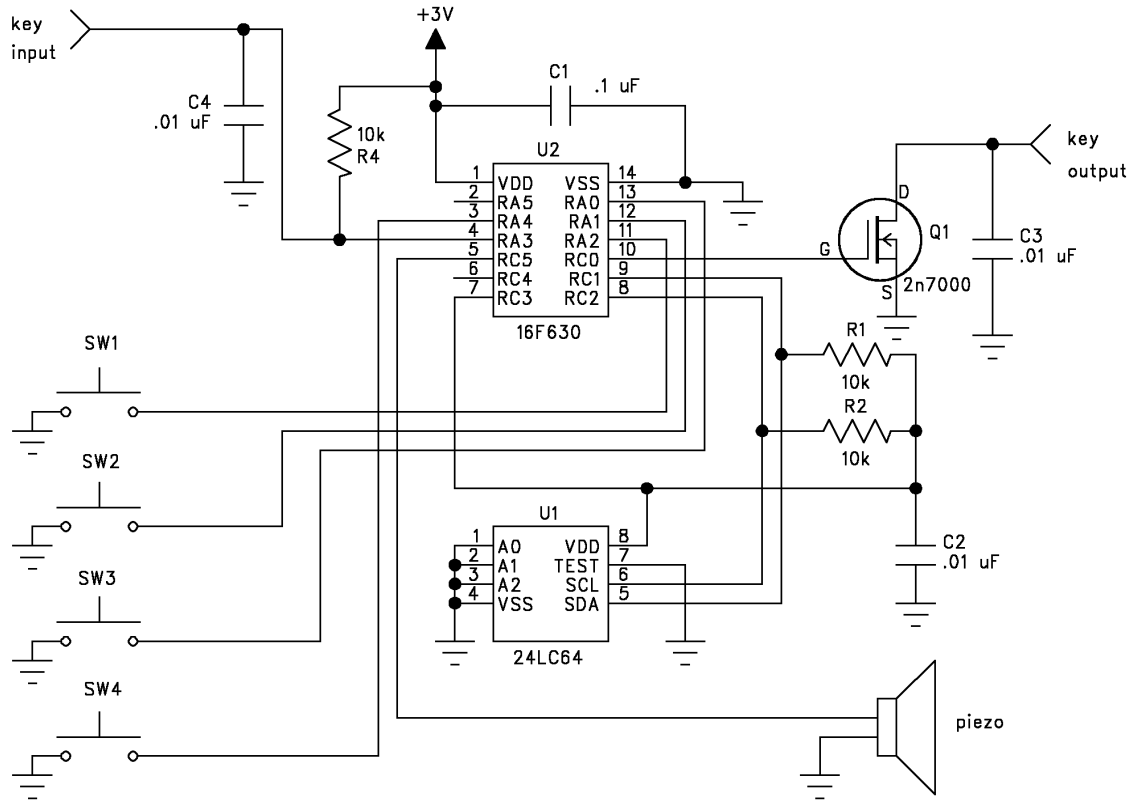 key
input
+3V
C1
.1 uF
C4
.01 uF
10k
R4
key
output
U2
1 VDD VSS 14
2 RA5 RA0 13
3 RA4 RA1 12
4 RA3 RA2 11
5 RC5 RC0 10
6 RC4 RC1 9
7 RC3 RC2 8
16F630
D
G
S
Q1
2n7000
C3
.01 uF
R1
10k
R2
10k
SW1
SW2
SW3
SW4
U1
1 A0 VDD 8
2 A1 TEST 7
3 A2 SCL 6
4 VSS SDA 5
24LC64
C2
.01 uF
piezo